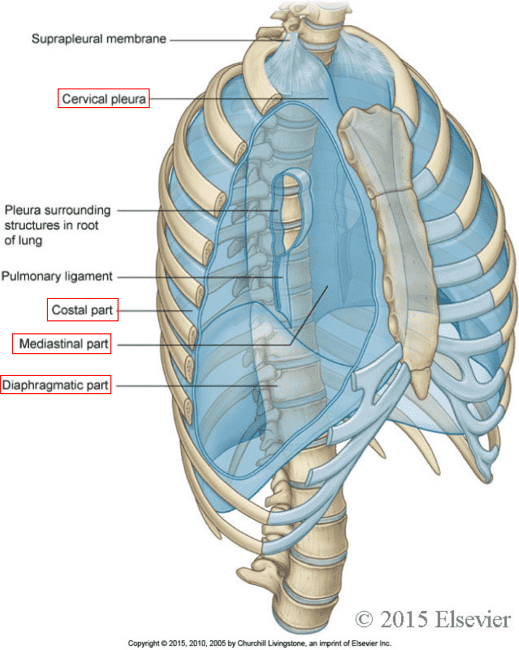 Suprapleural membrane
Cervical pleura
Pleura surrounding
structures in root
of lung
Pulmonary ligament
Costal part
Mediastinal part
Diaphragmatic part
© 2015 Elsevier
Copyright © 2015, 2010, 2005 by Churchill Livingstone, an imprint of Elsevier Inc.